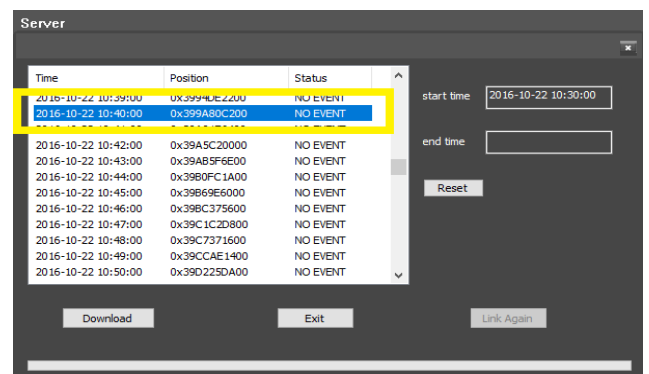 Server
Time Position Status
2016-10-22 10:39:00 0x3994DE2200 NO EVENT
2016-10-22 10:40:00 0x399A80C200 NO EVENT
2016-10-22 10:42:00 0x39A5C20000 NO EVENT
2016-10-22 10:43:00 0x39AB5F6E00 NO EVENT
2016-10-22 10:44:00 0x39B0FC1A00 NO EVENT
2016-10-22 10:45:00 0x39B69E6000 NO EVENT
2016-10-22 10:46:00 0x39BC375600 NO EVENT
2016-10-22 10:47:00 0x39C1C2D800 NO EVENT
2016-10-22 10:48:00 0x39C7371600 NO EVENT
2016-10-22 10:49:00 0x39CCAE1400 NO EVENT
2016-10-22 10:50:00 0x39D225DA00 NO EVENT
start time 2016-10-22 10:30:00
end time
Reset
Download Exit Link Again